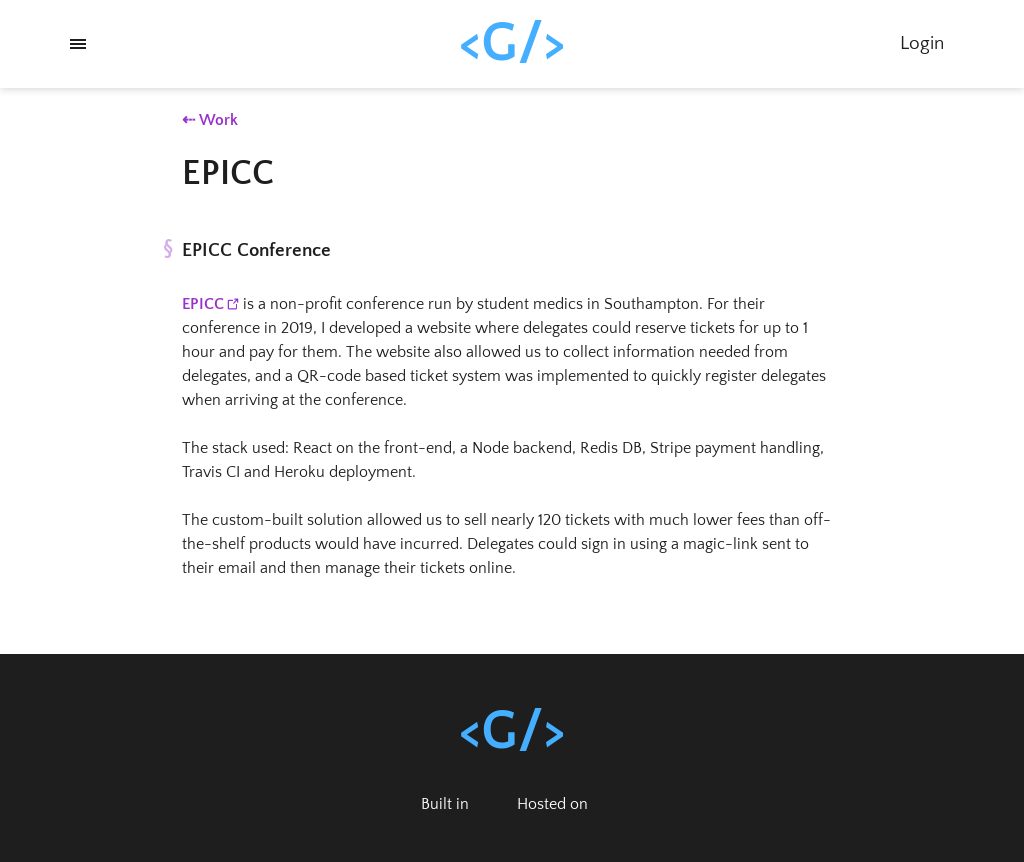 <G/>
Login
⇠ Work
EPICC
§ EPICC Conference
EPICC is a non-profit conference run by student medics in Southampton. For their
conference in 2019, I developed a website where delegates could reserve tickets for up to 1
hour and pay for them. The website also allowed us to collect information needed from
delegates, and a QR-code based ticket system was implemented to quickly register delegates
when arriving at the conference.
The stack used: React on the front-end, a Node backend, Redis DB, Stripe payment handling,
Travis CI and Heroku deployment.
The custom-built solution allowed us to sell nearly 120 tickets with much lower fees than off-
the-shelf products would have incurred. Delegates could sign in using a magic-link sent to
their email and then manage their tickets online.
<G/>
Built in
Hosted on